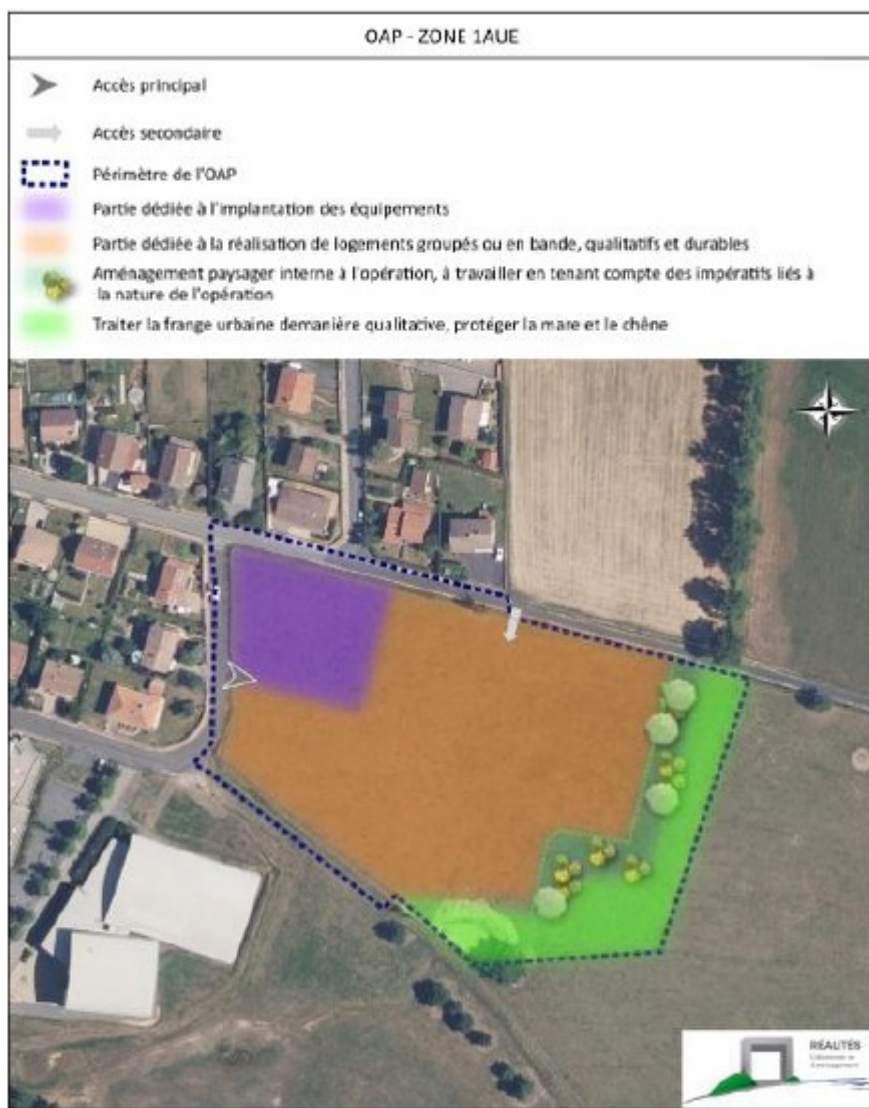 OAP - ZONE 1AUE
Accès principal
Accès secondaire
Périmètre de l'OAP
Partie dédiée à l'implantation des équipements
Partie dédiée à la réalisation de logements groupés ou en bande, qualitatifs et durables
Aménagement paysager interne à l'opération, à travailler en tenant compte des impératifs liés à
la nature de l'opération
Traiter la frange urbaine demanière qualitative, protéger la mare et le chêne
RÉALITÉS